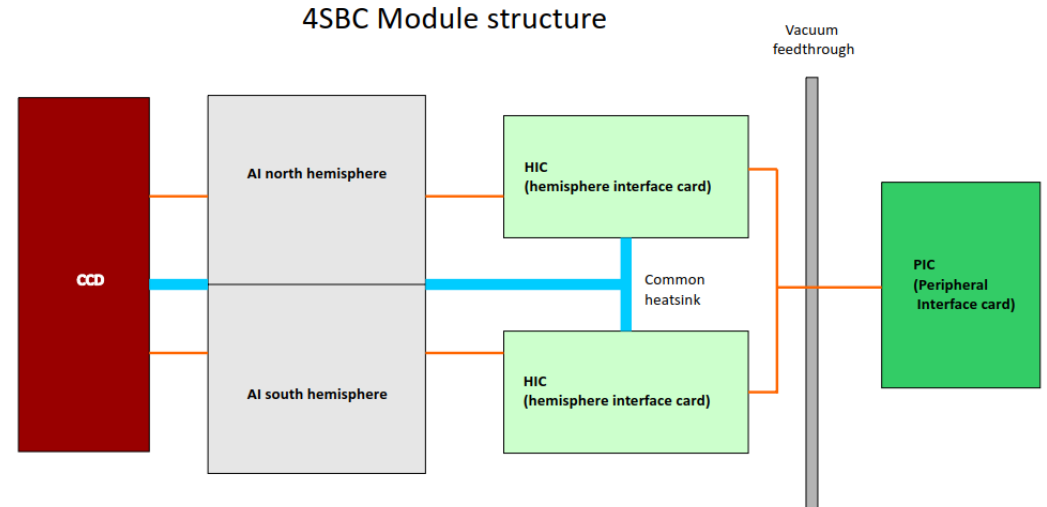 4SBC Module structure
Vacuum
feedthrough
CCD
AI north hemisphere
AI south hemisphere
HIC
(hemisphere interface card)
Common
heatsink
HIC
(hemisphere interface card)
PIC
(Peripheral
Interface card)